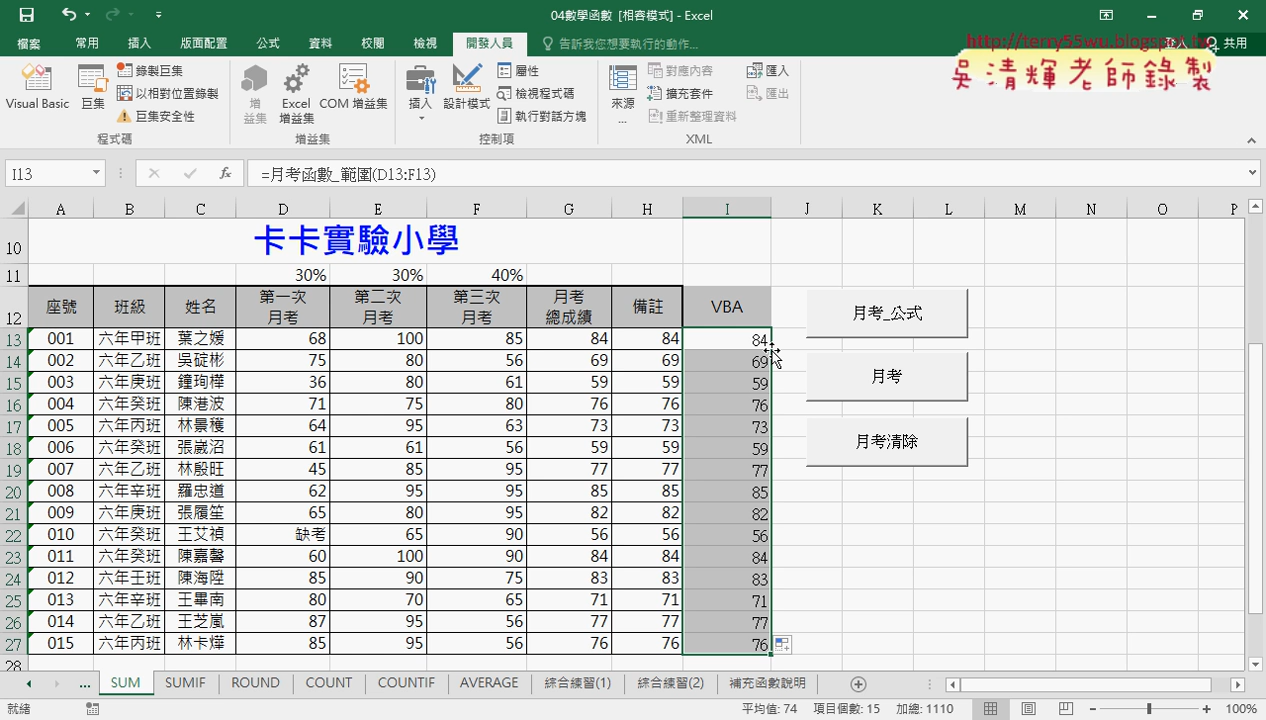 04數學函數 [相容模式] - Excel
檔案 常用 插入 版面配置 公式 資料 校閱 檢視 開發人員 告訴我您想要執行的動作... 共用
http://terry55wu.blogspot.tw
吳清輝老師錄製
Visual Basic 巨集 錄製巨集 以相對位置錄製 巨集安全性 程式碼
增益集 Excel 增益集 COM 增益集 增益集
插入 設計模式 屬性 檢視程式碼 執行對話方塊 控制項
來源... 對應內容 擴充套件 重新整理資料 匯入 匯出 XML
I13 fx =月考函數_範圍(D13:F13)
A B C D E F G H I J K L M N O P
10 卡卡實驗小學
11 30% 30% 40%
12 座號 班級 姓名 第一次月考 第二次月考 第三次月考 月考總成績 備註 VBA
13 001 六年甲班 葉之媛 68 100 85 84 84 84
14 002 六年乙班 吳碇彬 75 80 56 69 69 69
15 003 六年庚班 鐘珣樺 36 80 61 59 59 59
16 004 六年癸班 陳港波 71 75 80 76 76 76
17 005 六年丙班 林景穫 64 95 63 73 73 73
18 006 六年癸班 張崴沼 61 61 56 59 59 59
19 007 六年乙班 林殷旺 45 85 95 77 77 77
20 008 六年辛班 羅忠道 62 95 95 85 85 85
21 009 六年庚班 張履笙 65 80 95 82 82 82
22 010 六年癸班 王艾禎 缺考 65 90 56 56 56
23 011 六年癸班 陳嘉馨 60 100 90 84 84 84
24 012 六年壬班 陳海陞 85 90 75 83 83 83
25 013 六年辛班 王畢南 80 70 65 71 71 71
26 014 六年乙班 王芝嵐 87 95 56 77 77 77
27 015 六年丙班 林卡燁 85 95 56 76 76 76
28
月考_公式
月考
月考清除
... SUM SUMIF ROUND COUNT COUNTIF AVERAGE 綜合練習(1) 綜合練習(2) 補充函數說明
就緒 平均值: 74 項目個數: 15 加總: 1110 100%